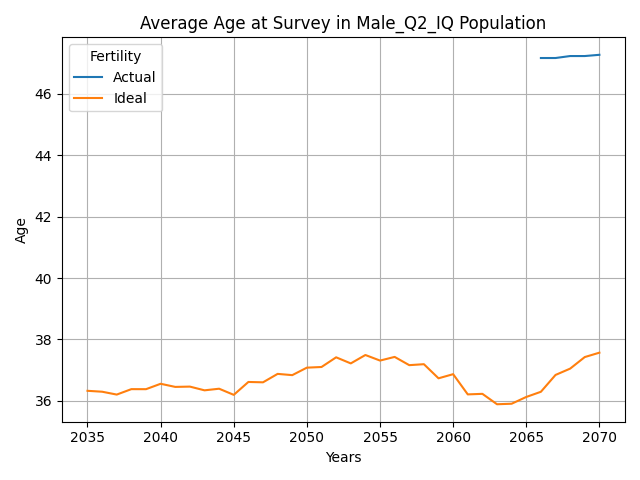 Average Age at Survey in Male_Q2_IQ Population
Fertility
Actual
Ideal
46
44
42
40
38
36
Age
2035 2040 2045 2050 2055 2060 2065 2070
Years